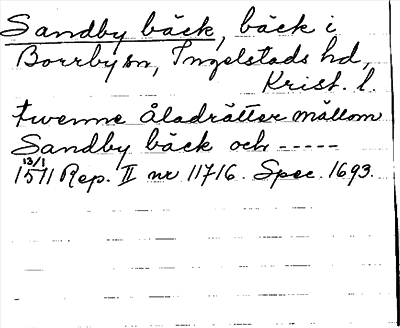 Sandby bäck, bäck i
Borrby sn, Ingelstads hd,
Krist. l.
twenne åladrätter mällom
Sandby bäck och -----
13/1 1511 Rep. II nr 11716. Spec. 1693.